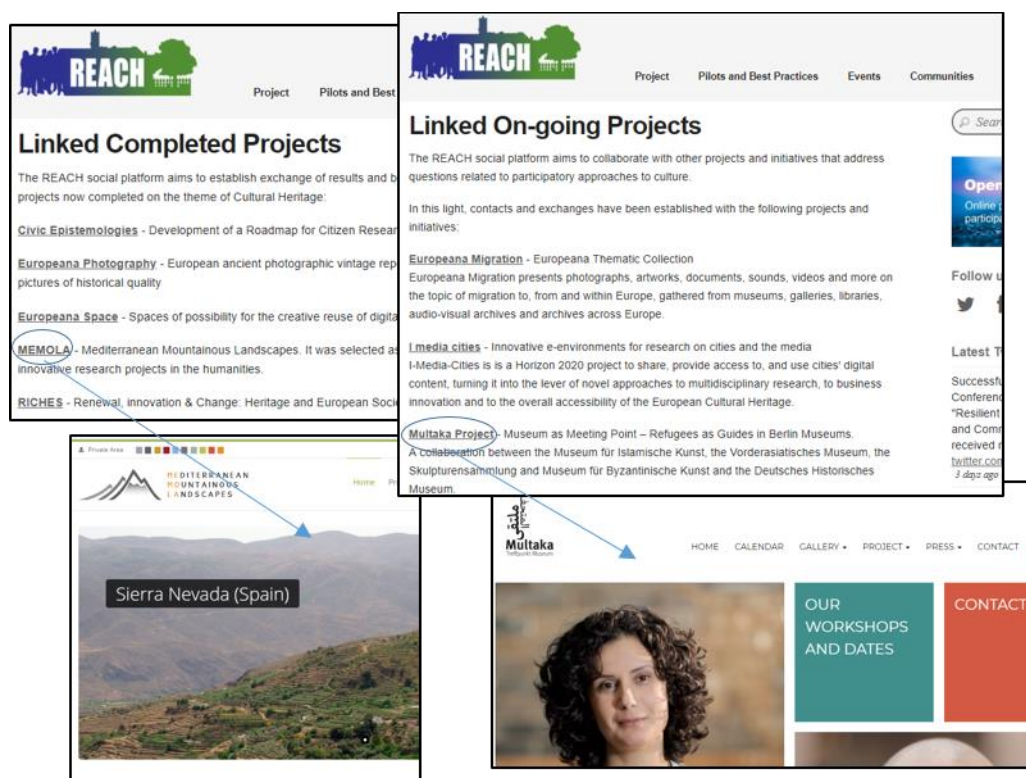 REACH
Project Pilots and Best
Linked Completed Projects
The REACH social platform aims to establish exchange of results and b
projects now completed on the theme of Cultural Heritage:
Civic Epistemologies - Development of a Roadmap for Citizen Resear
Europeana Photography - European ancient photographic vintage rep
pictures of historical quality
Europeana Space - Spaces of possibility for the creative reuse of digita
MEMOLA - Mediterranean Mountainous Landscapes. It was selected as
innovative research projects in the humanities.
RICHES - Renewal, innovation & Change: Heritage and European Socie
REACH
Project Pilots and Best Practices Events Communities
Linked On-going Projects
The REACH social platform aims to collaborate with other projects and initiatives that address
questions related to participatory approaches to culture.
In this light, contacts and exchanges have been established with the following projects and
initiatives:
Europeana Migration - Europeana Thematic Collection
Europeana Migration presents photographs, artworks, documents, sounds, videos and more on
the topic of migration to, from and within Europe, gathered from museums, galleries, libraries,
audio-visual archives and archives across Europe.
I media cities - Innovative e-environments for research on cities and the media
I-Media-Cities is is a Horizon 2020 project to share, provide access to, and use cities' digital
content, turning it into the lever of novel approaches to multidisciplinary research, to business
innovation and to the overall accessibility of the European Cultural Heritage.
Multaka Project - Museum as Meeting Point – Refugees as Guides in Berlin Museums.
A collaboration between the Museum für Islamische Kunst, the Vorderasiatisches Museum, the
Skulpturensammlung and Museum für Byzantinische Kunst and the Deutsches Historisches
Museum.
Sear
Open
Online p
participa
Follow u
Latest T
Successfu
Conferenc
"Resilient
and Comm
received r
twitter.com
3 days ago
Private Area
MEDITERRANEAN
MOUNTAINOUS
LANDSCAPES
Home Pr
Sierra Nevada (Spain)
ملتقى
Multaka
Treffpunkt Museum
HOME CALENDAR GALLERY PROJECT PRESS CONTACT
OUR
WORKSHOPS
AND DATES
CONTACT